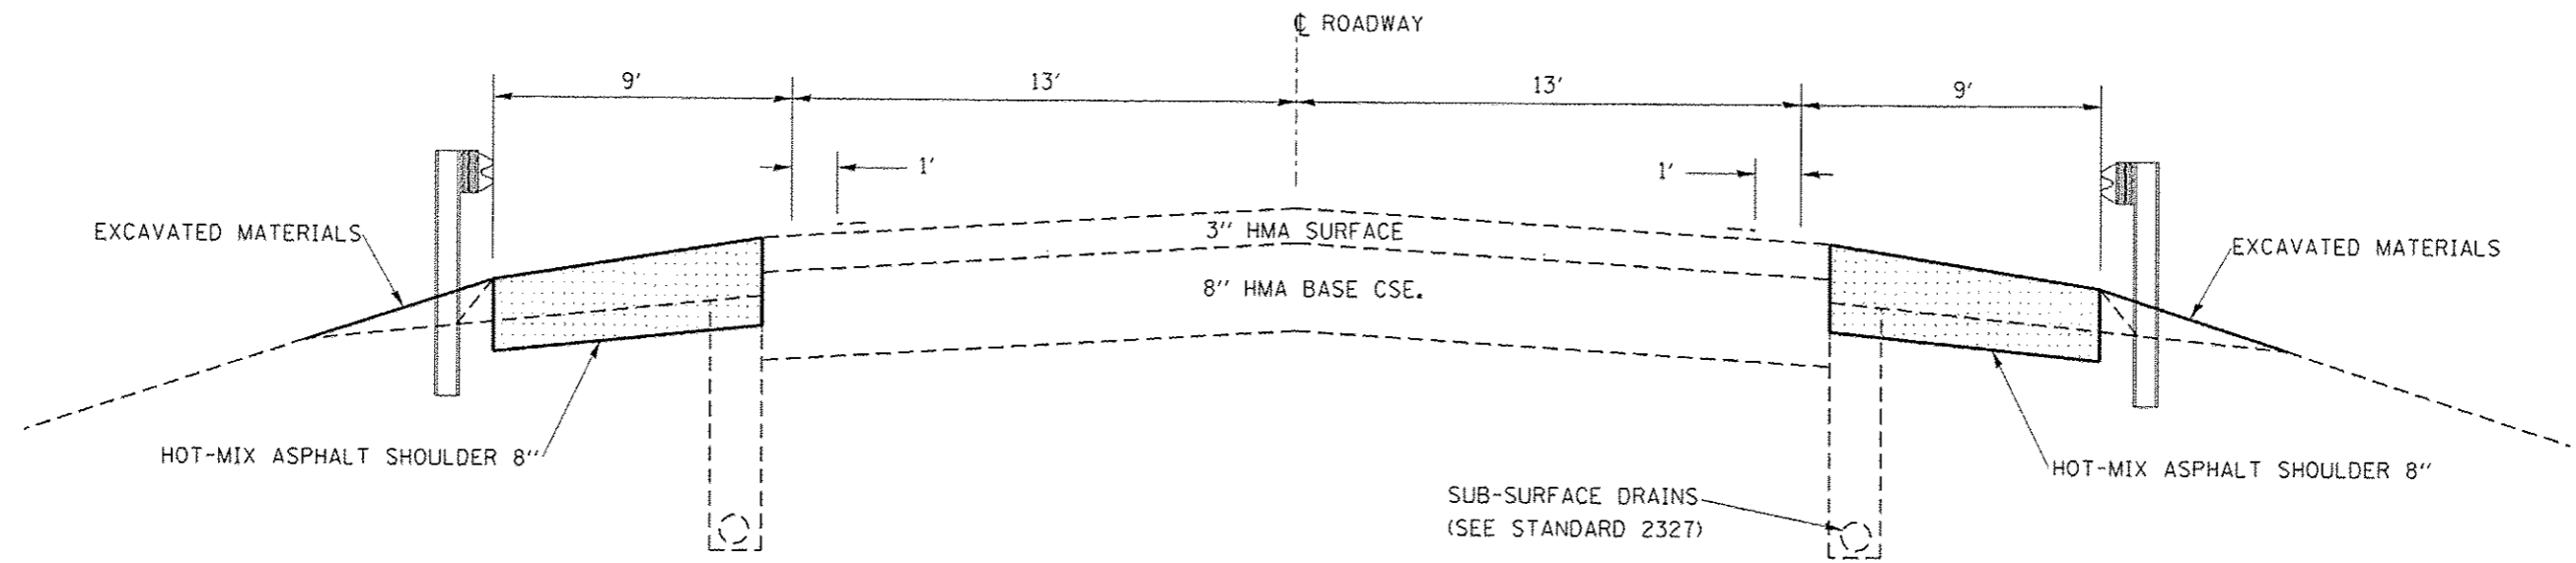 ℄ ROADWAY
9'
13'
13'
9'
1'
1'
EXCAVATED MATERIALS
3" HMA SURFACE
EXCAVATED MATERIALS
8" HMA BASE CSE.
HOT-MIX ASPHALT SHOULDER 8"
HOT-MIX ASPHALT SHOULDER 8"
SUB-SURFACE DRAINS
(SEE STANDARD 2327)